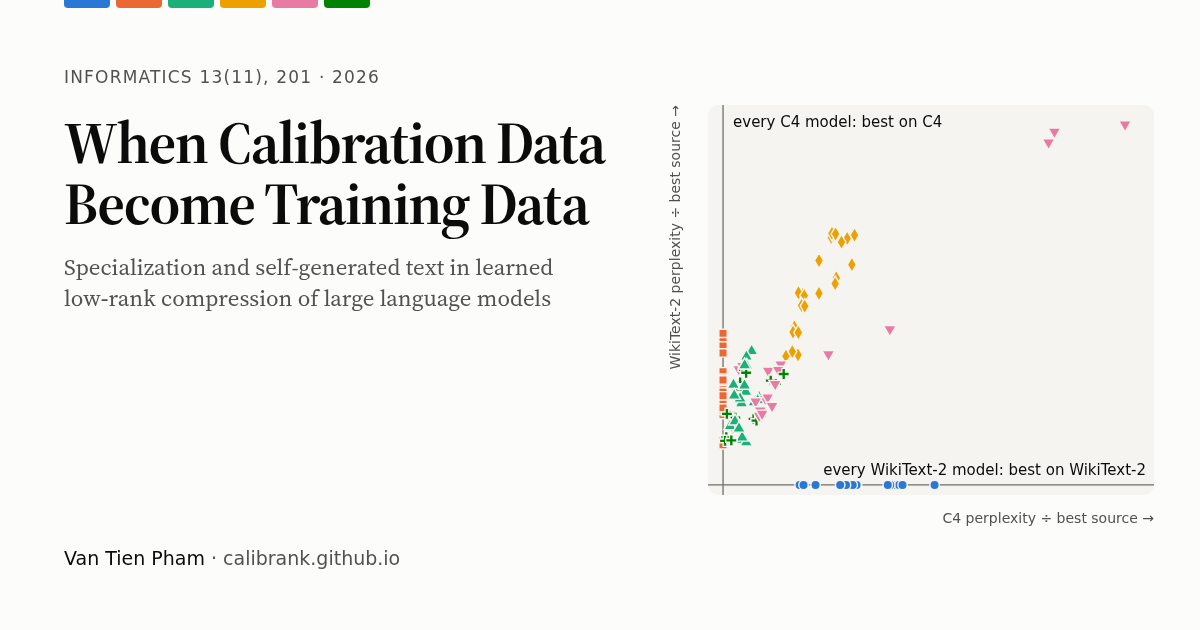 INFORMATICS 13(11), 201 · 2026
When Calibration Data
Become Training Data
Specialization and self-generated text in learned
low-rank compression of large language models
Van Tien Pham · calibrank.github.io
WikiText-2 perplexity ÷ best source →
every C4 model: best on C4
every WikiText-2 model: best on WikiText-2
C4 perplexity ÷ best source →